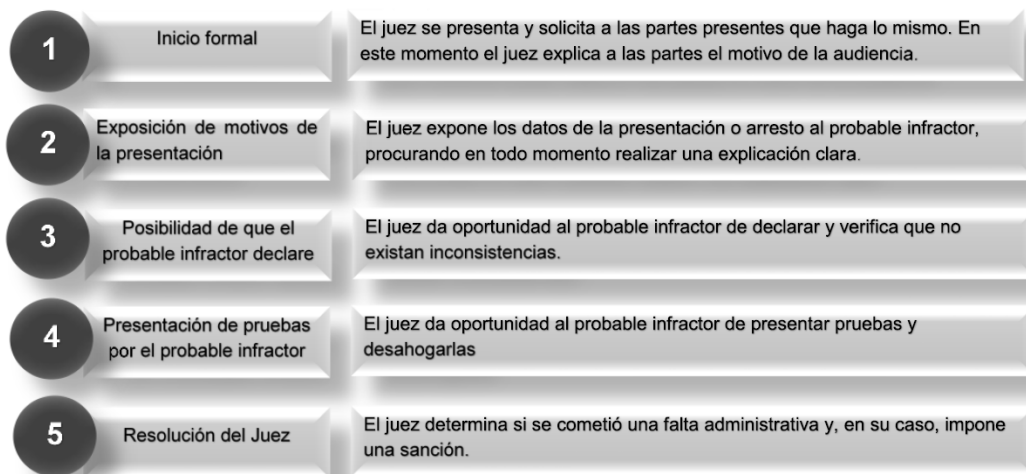 1
Inicio formal
El juez se presenta y solicita a las partes presentes que haga lo mismo. En
este momento el juez explica a las partes el motivo de la audiencia.
2
Exposición de motivos de
la presentación
El juez expone los datos de la presentación o arresto al probable infractor,
procurando en todo momento realizar una explicación clara.
3
Posibilidad de que el
probable infractor declare
El juez da oportunidad al probable infractor de declarar y verifica que no
existan inconsistencias.
4
Presentación de pruebas
por el probable infractor
El juez da oportunidad al probable infractor de presentar pruebas y
desahogarlas
5
Resolución del Juez
El juez determina si se cometió una falta administrativa y, en su caso, impone
una sanción.